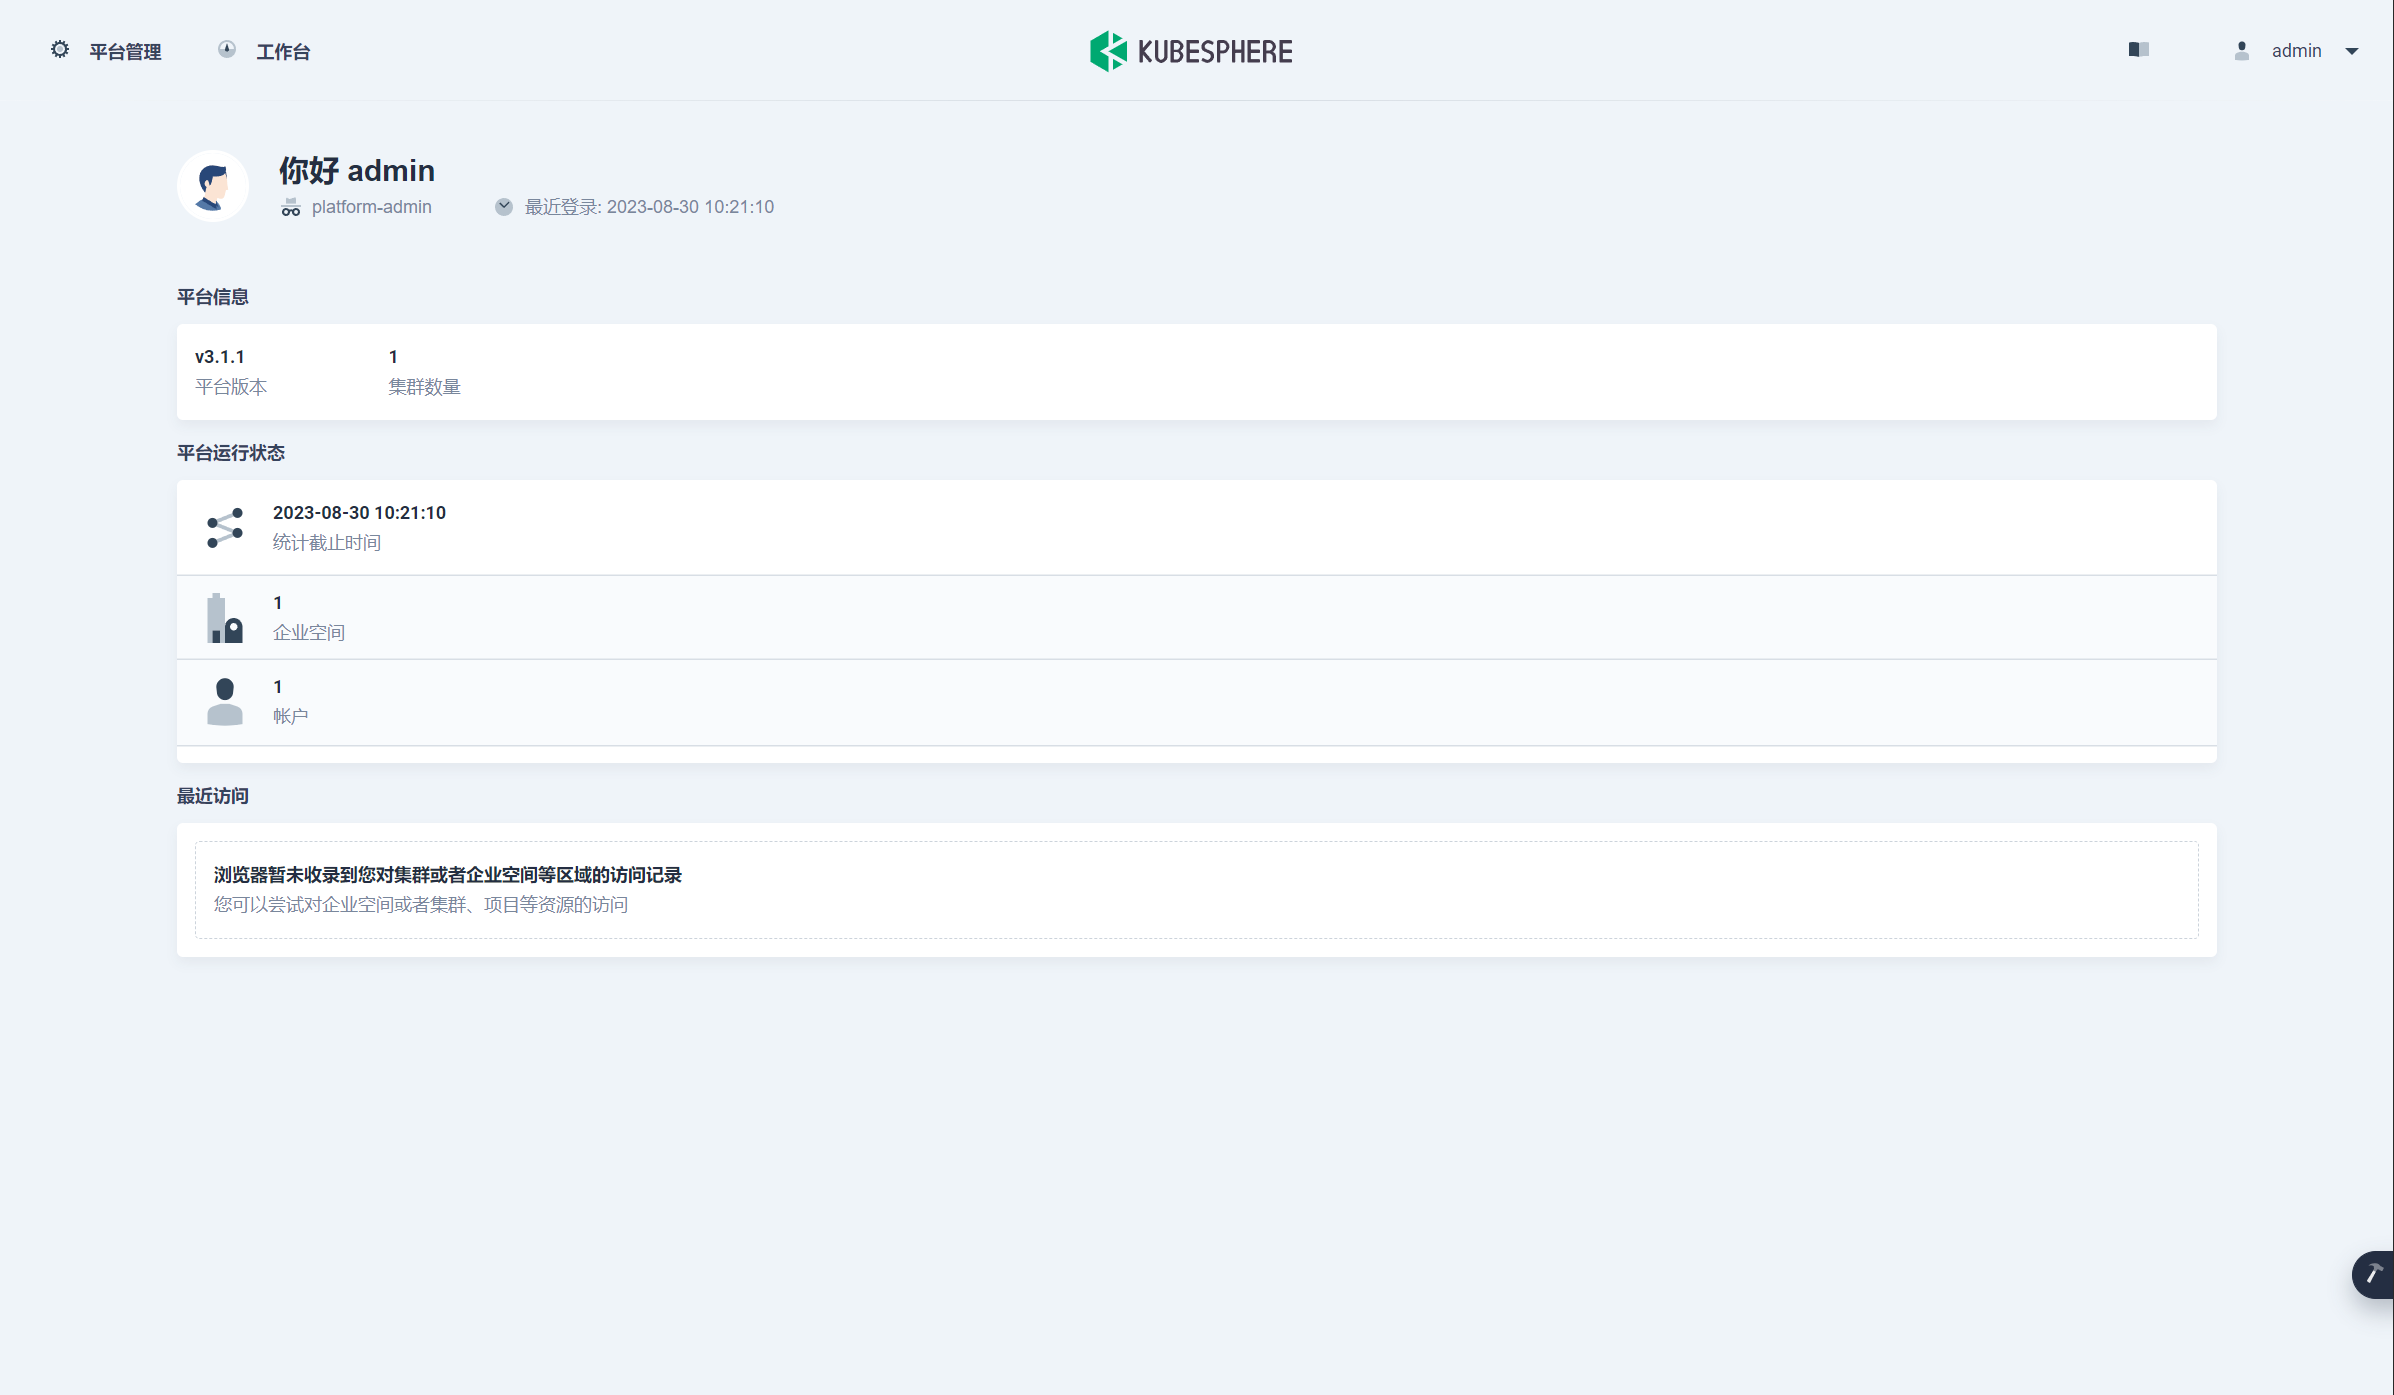 平台管理
工作台
KUBESPHERE
admin
你好 admin
platform-admin
最近登录: 2023-08-30 10:21:10
平台信息
v3.1.1
平台版本
1
集群数量
平台运行状态
2023-08-30 10:21:10
统计截止时间
1
企业空间
1
帐户
最近访问
浏览器暂未收录到您对集群或者企业空间等区域的访问记录
您可以尝试对企业空间或者集群、项目等资源的访问